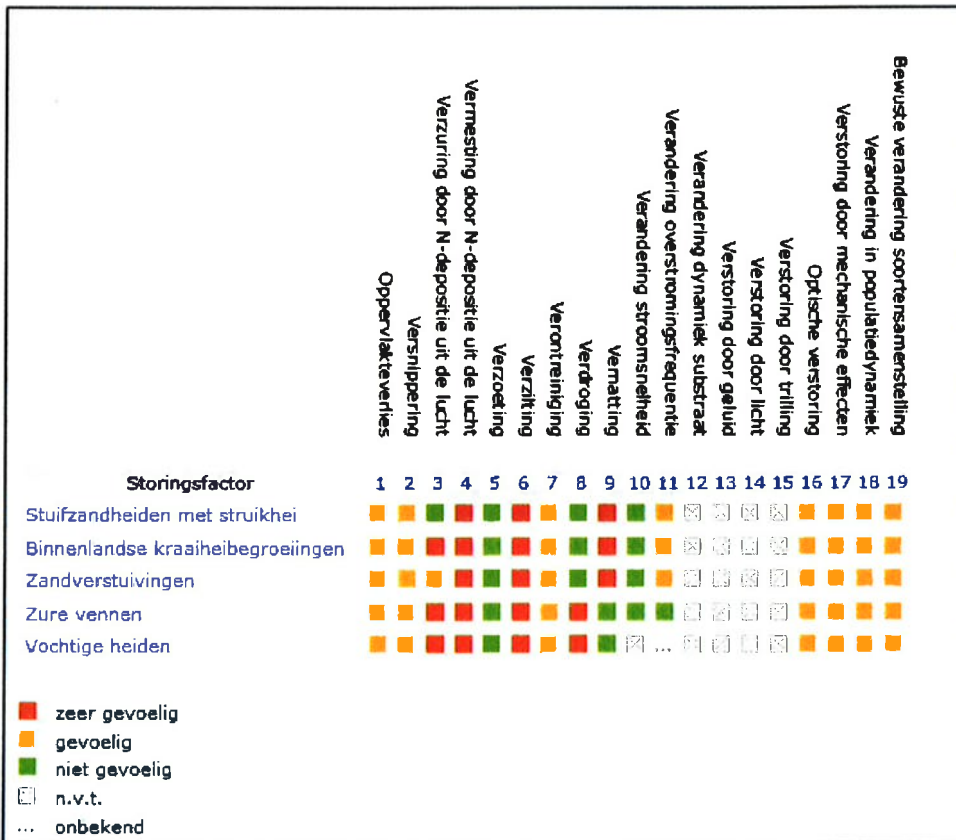 Oppervlakteverlies
Versnippering
Verzuring door N-depositie uit de lucht
Vermesting door N-depositie uit de lucht
Verzoeting
Verzilting
Verontreiniging
Verdroging
Vernatting
Verandering stroomsnelheid
Verandering overstromingsfrequentie
Verandering dynamiek substraat
Verstoring door geluid
Verstoring door licht
Verstoring door trilling
Optische verstoring
Verstoring door mechanische effecten
Verandering in populatiedynamiek
Bewuste verandering soortensamenstelling
Storingsfactor 1 2 3 4 5 6 7 8 9 10 11 12 13 14 15 16 17 18 19
Stuifzandheiden met struikhei
Binnenlandse kraaiheibegroeiingen
Zandverstuivingen
Zure vennen
Vochtige heiden ...
zeer gevoelig
gevoelig
niet gevoelig
n.v.t.
... onbekend